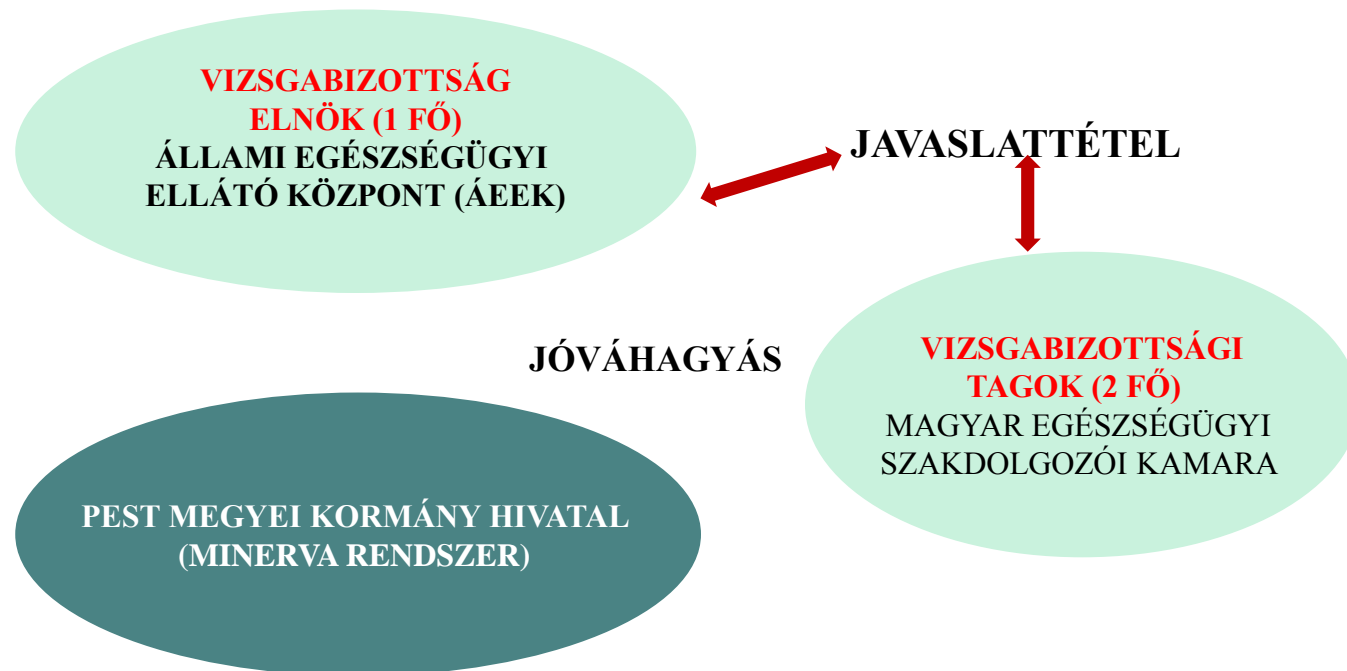 VIZSGABIZOTTSÁG
ELNÖK (1 FŐ)
ÁLLAMI EGÉSZSÉGÜGYI
ELLÁTÓ KÖZPONT (ÁEEK)
JAVASLATTÉTEL
JÓVÁHAGYÁS
VIZSGABIZOTTSÁGI
TAGOK (2 FŐ)
MAGYAR EGÉSZSÉGÜGYI
SZAKDOLGOZÓI KAMARA
PEST MEGYEI KORMÁNY HIVATAL
(MINERVA RENDSZER)